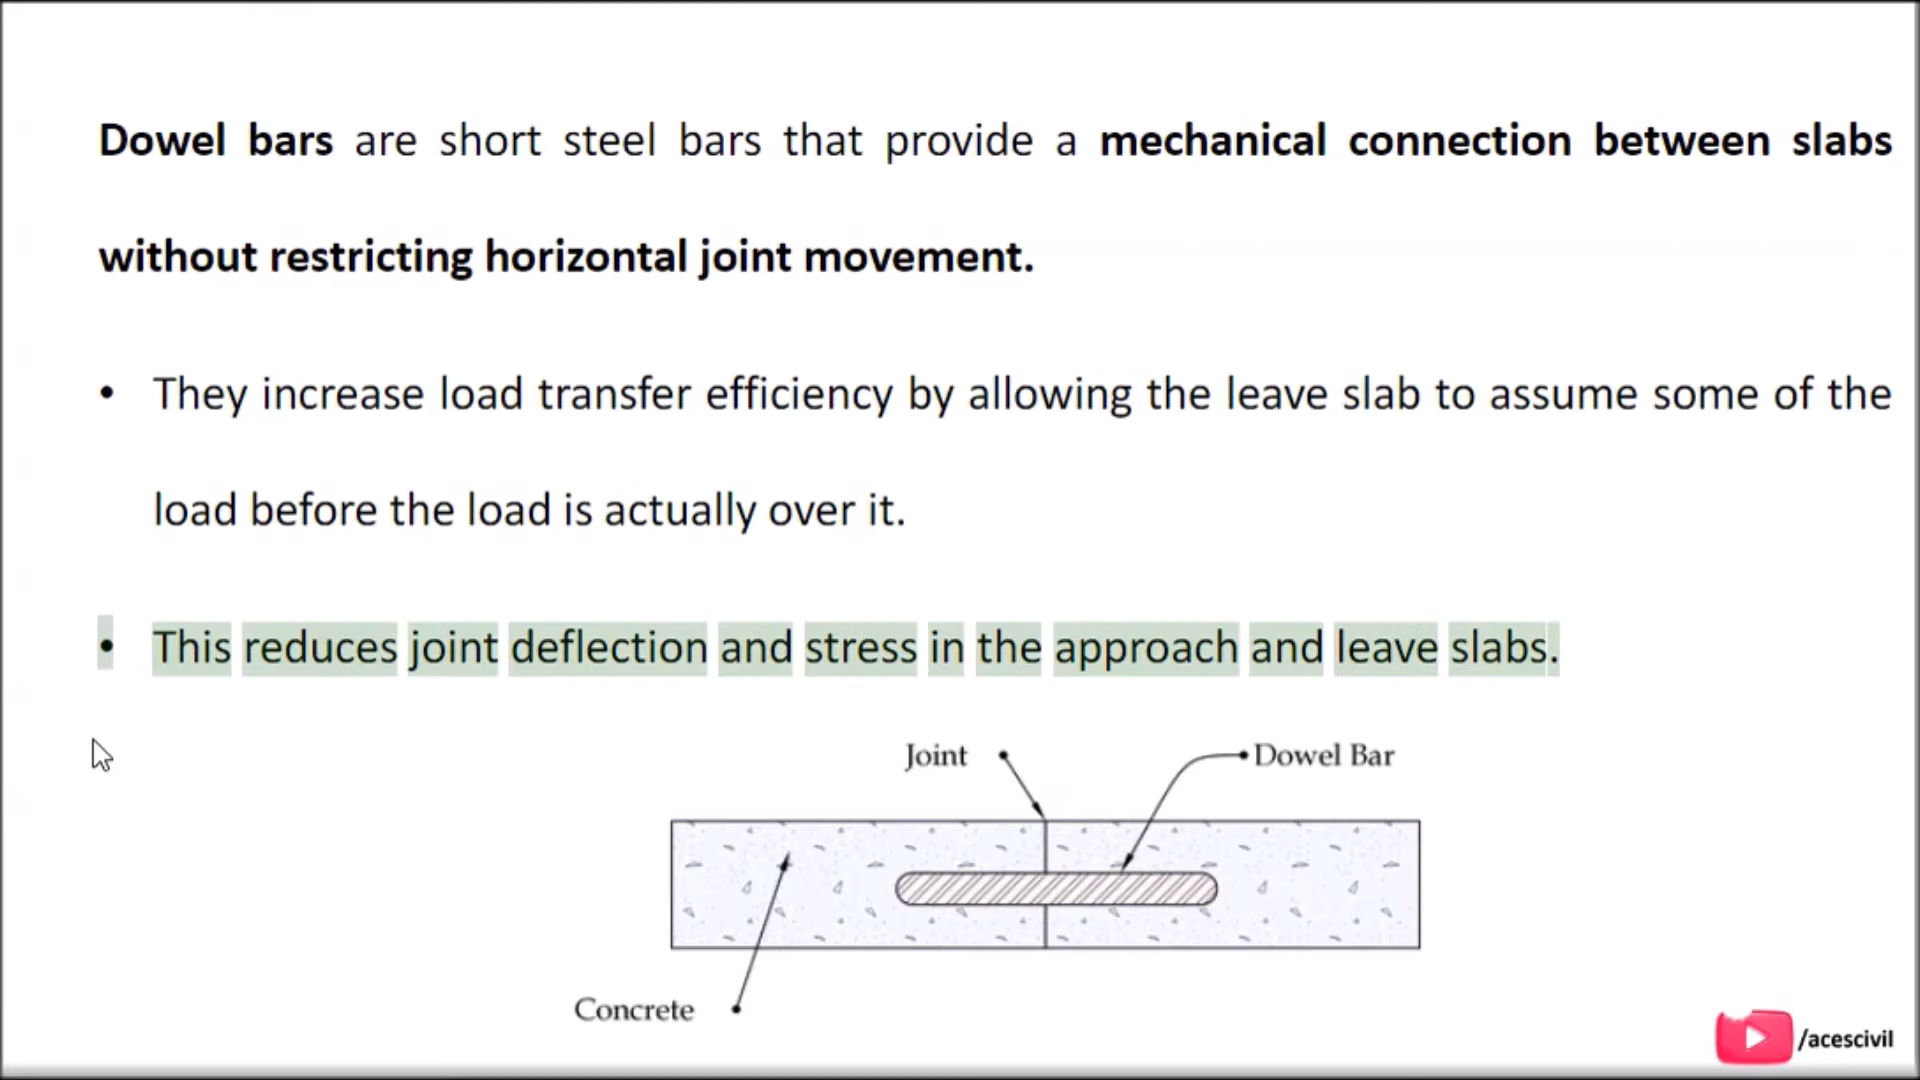 Dowel bars are short steel bars that provide a mechanical connection between slabs
without restricting horizontal joint movement.
• They increase load transfer efficiency by allowing the leave slab to assume some of the
load before the load is actually over it.
• This reduces joint deflection and stress in the approach and leave slabs.
Joint
Dowel Bar
Concrete
/acescivil